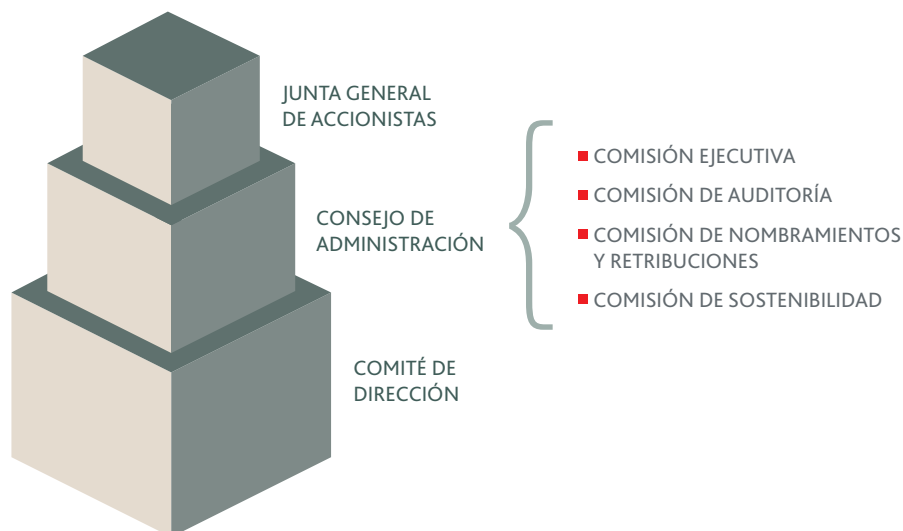 JUNTA GENERAL
DE ACCIONISTAS
CONSEJO DE
ADMINISTRACIÓN
COMISIÓN EJECUTIVA
COMISIÓN DE AUDITORÍA
COMISIÓN DE NOMBRAMIENTOS
Y RETRIBUCIONES
COMISIÓN DE SOSTENIBILIDAD
COMITÉ DE
DIRECCIÓN